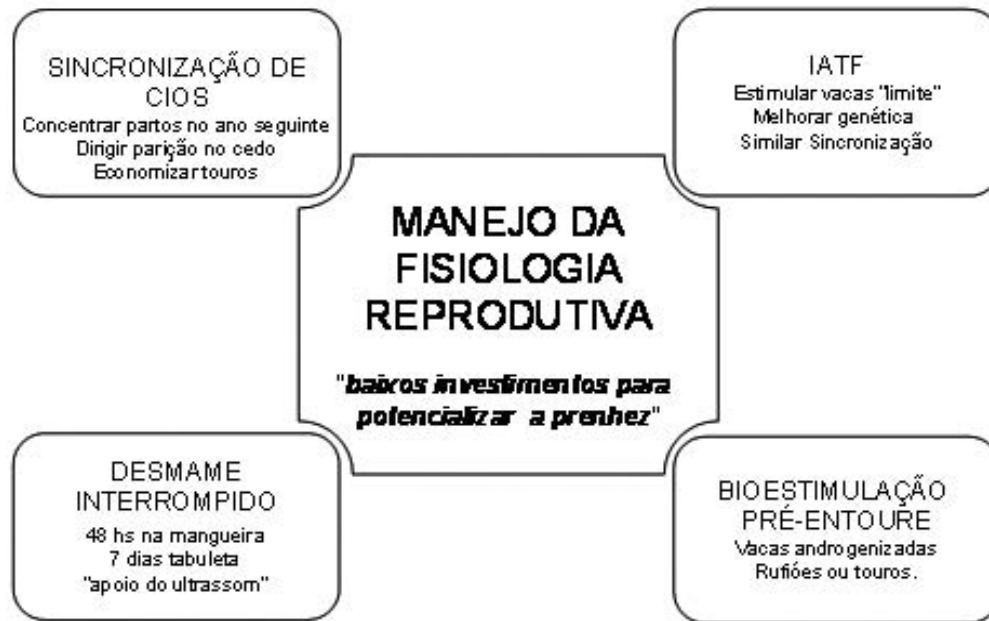 SINCRONIZAÇÃO DE
CIOS
Concentrar partos no ano seguinte
Dirigir parição no cedo
Economizar touros
IATF
Estimular vacas "limite"
Melhorar genética
Similar Sincronização
MANEJO DA
FISIOLOGIA
REPRODUTIVA
"baixos investimentos para
potencializar a prenhez"
DESMAME
INTERROMPIDO
48 hs na mangueira
7 dias tabuleta
"apoio do ultrassom"
BIOESTIMULAÇÃO
PRÉ-ENTOURE
Vacas androgenizadas
Rufiões ou touros.